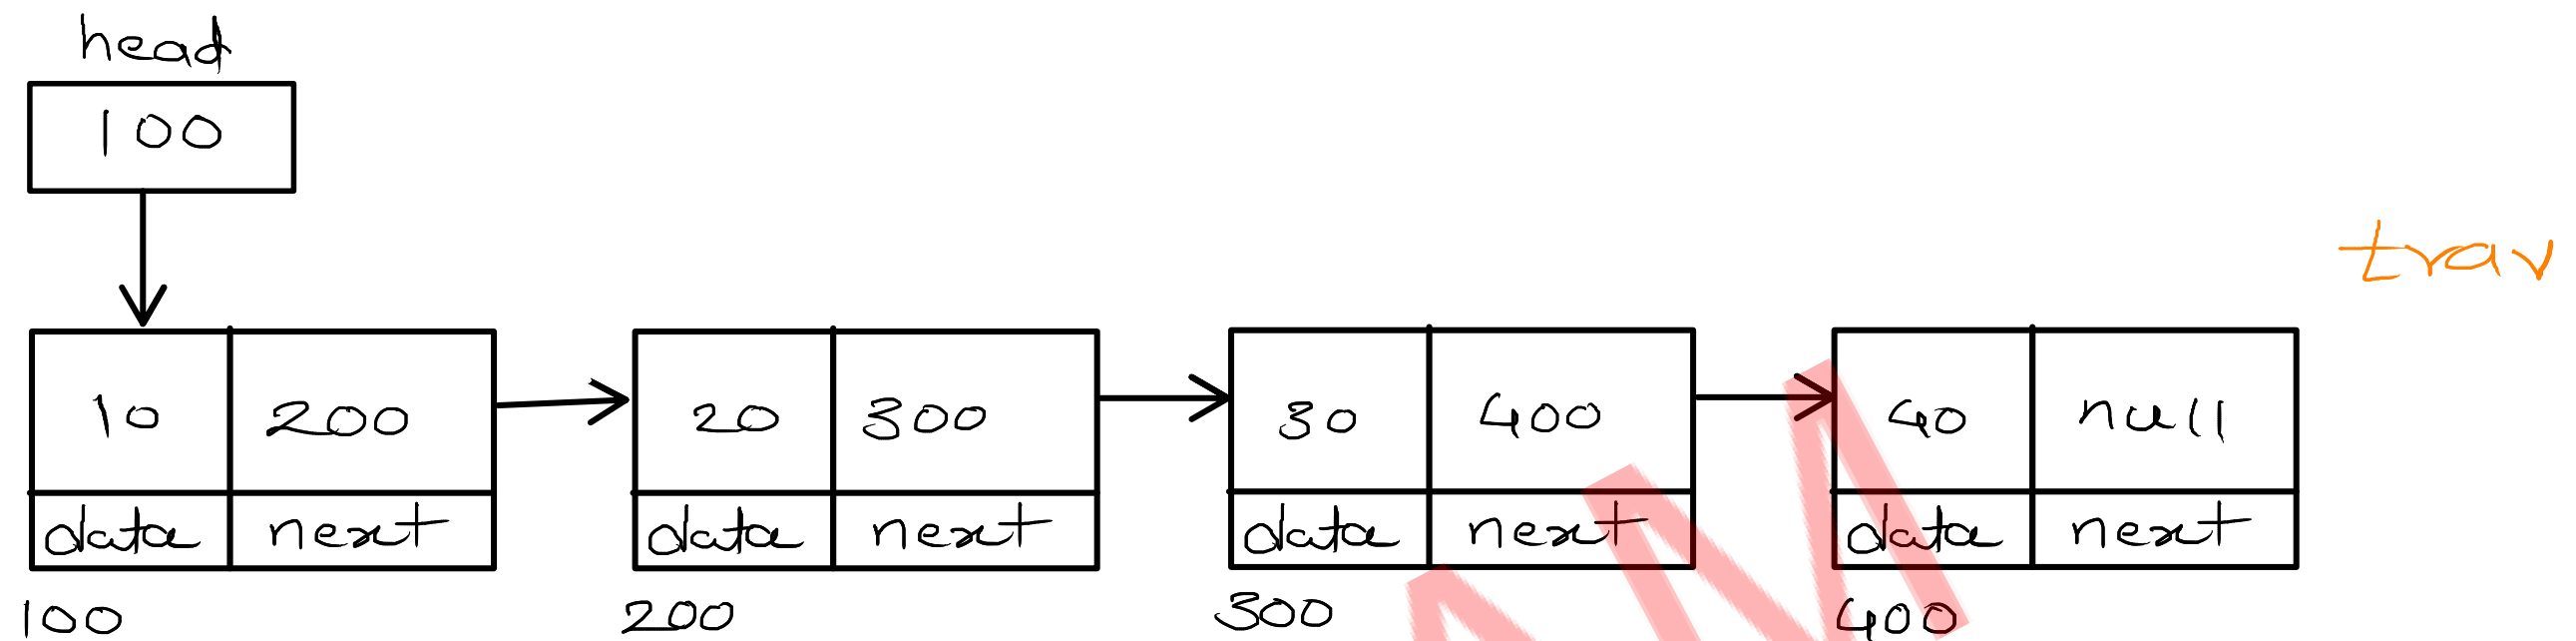 head
100
trav
10 200 20 300 30 400 40 null
data next data next data next data next
100 200 300 400